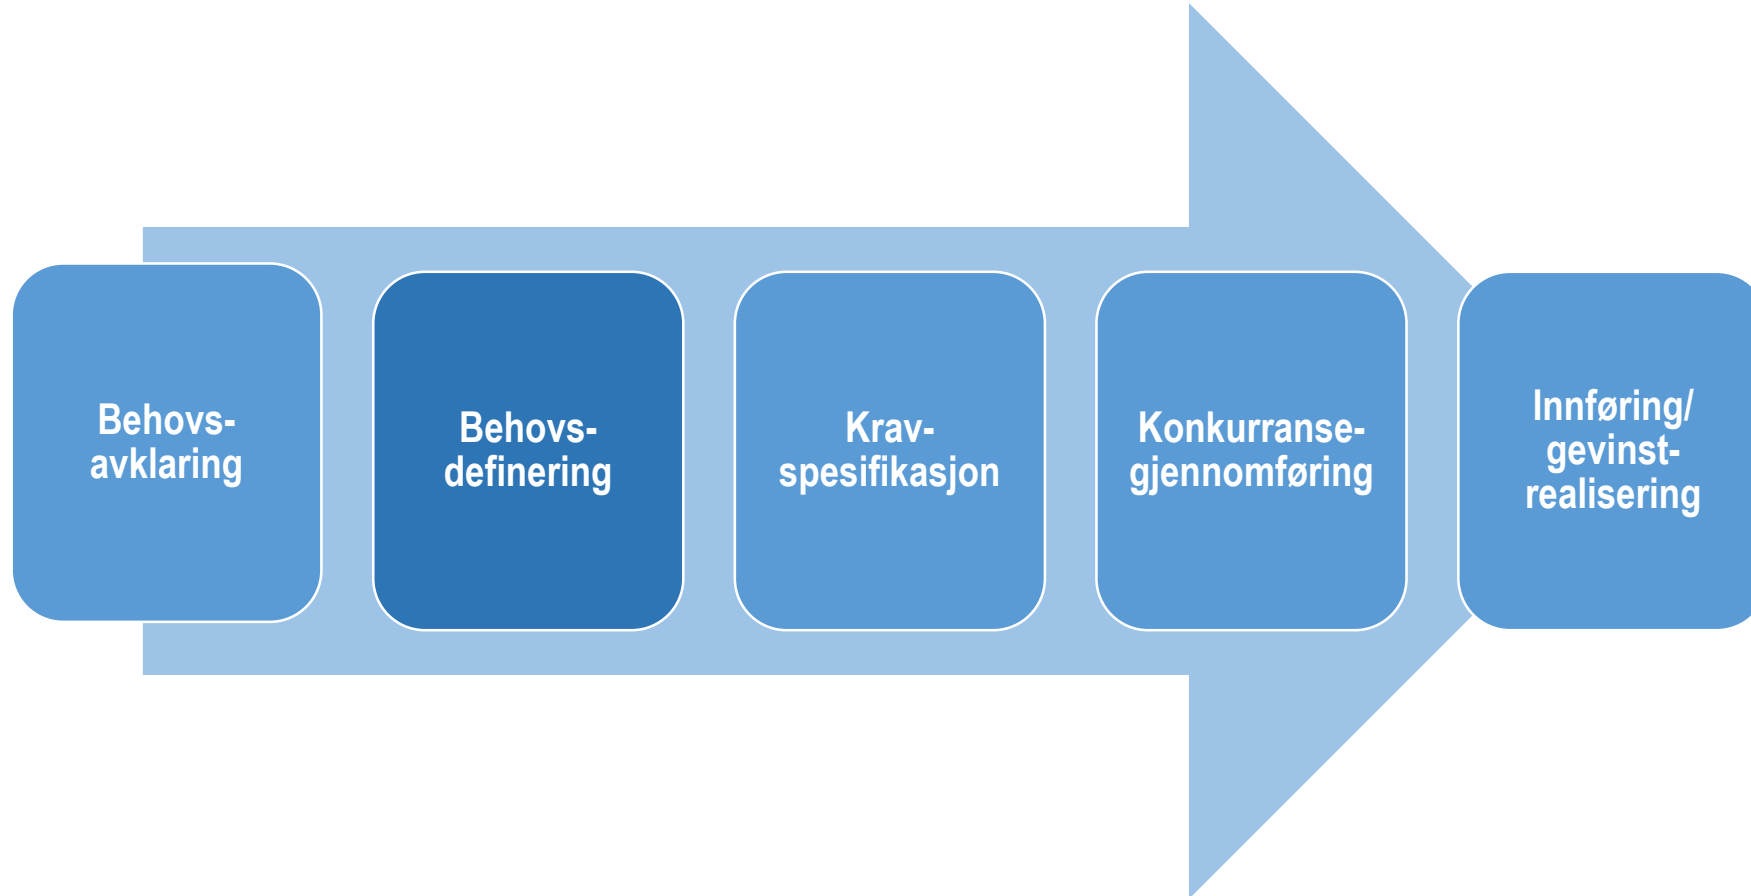 Behovs-
avklaring
Behovs-
definering
Krav-
spesifikasjon
Konkurranse-
gjennomføring
Innføring/
gevinst-
realisering